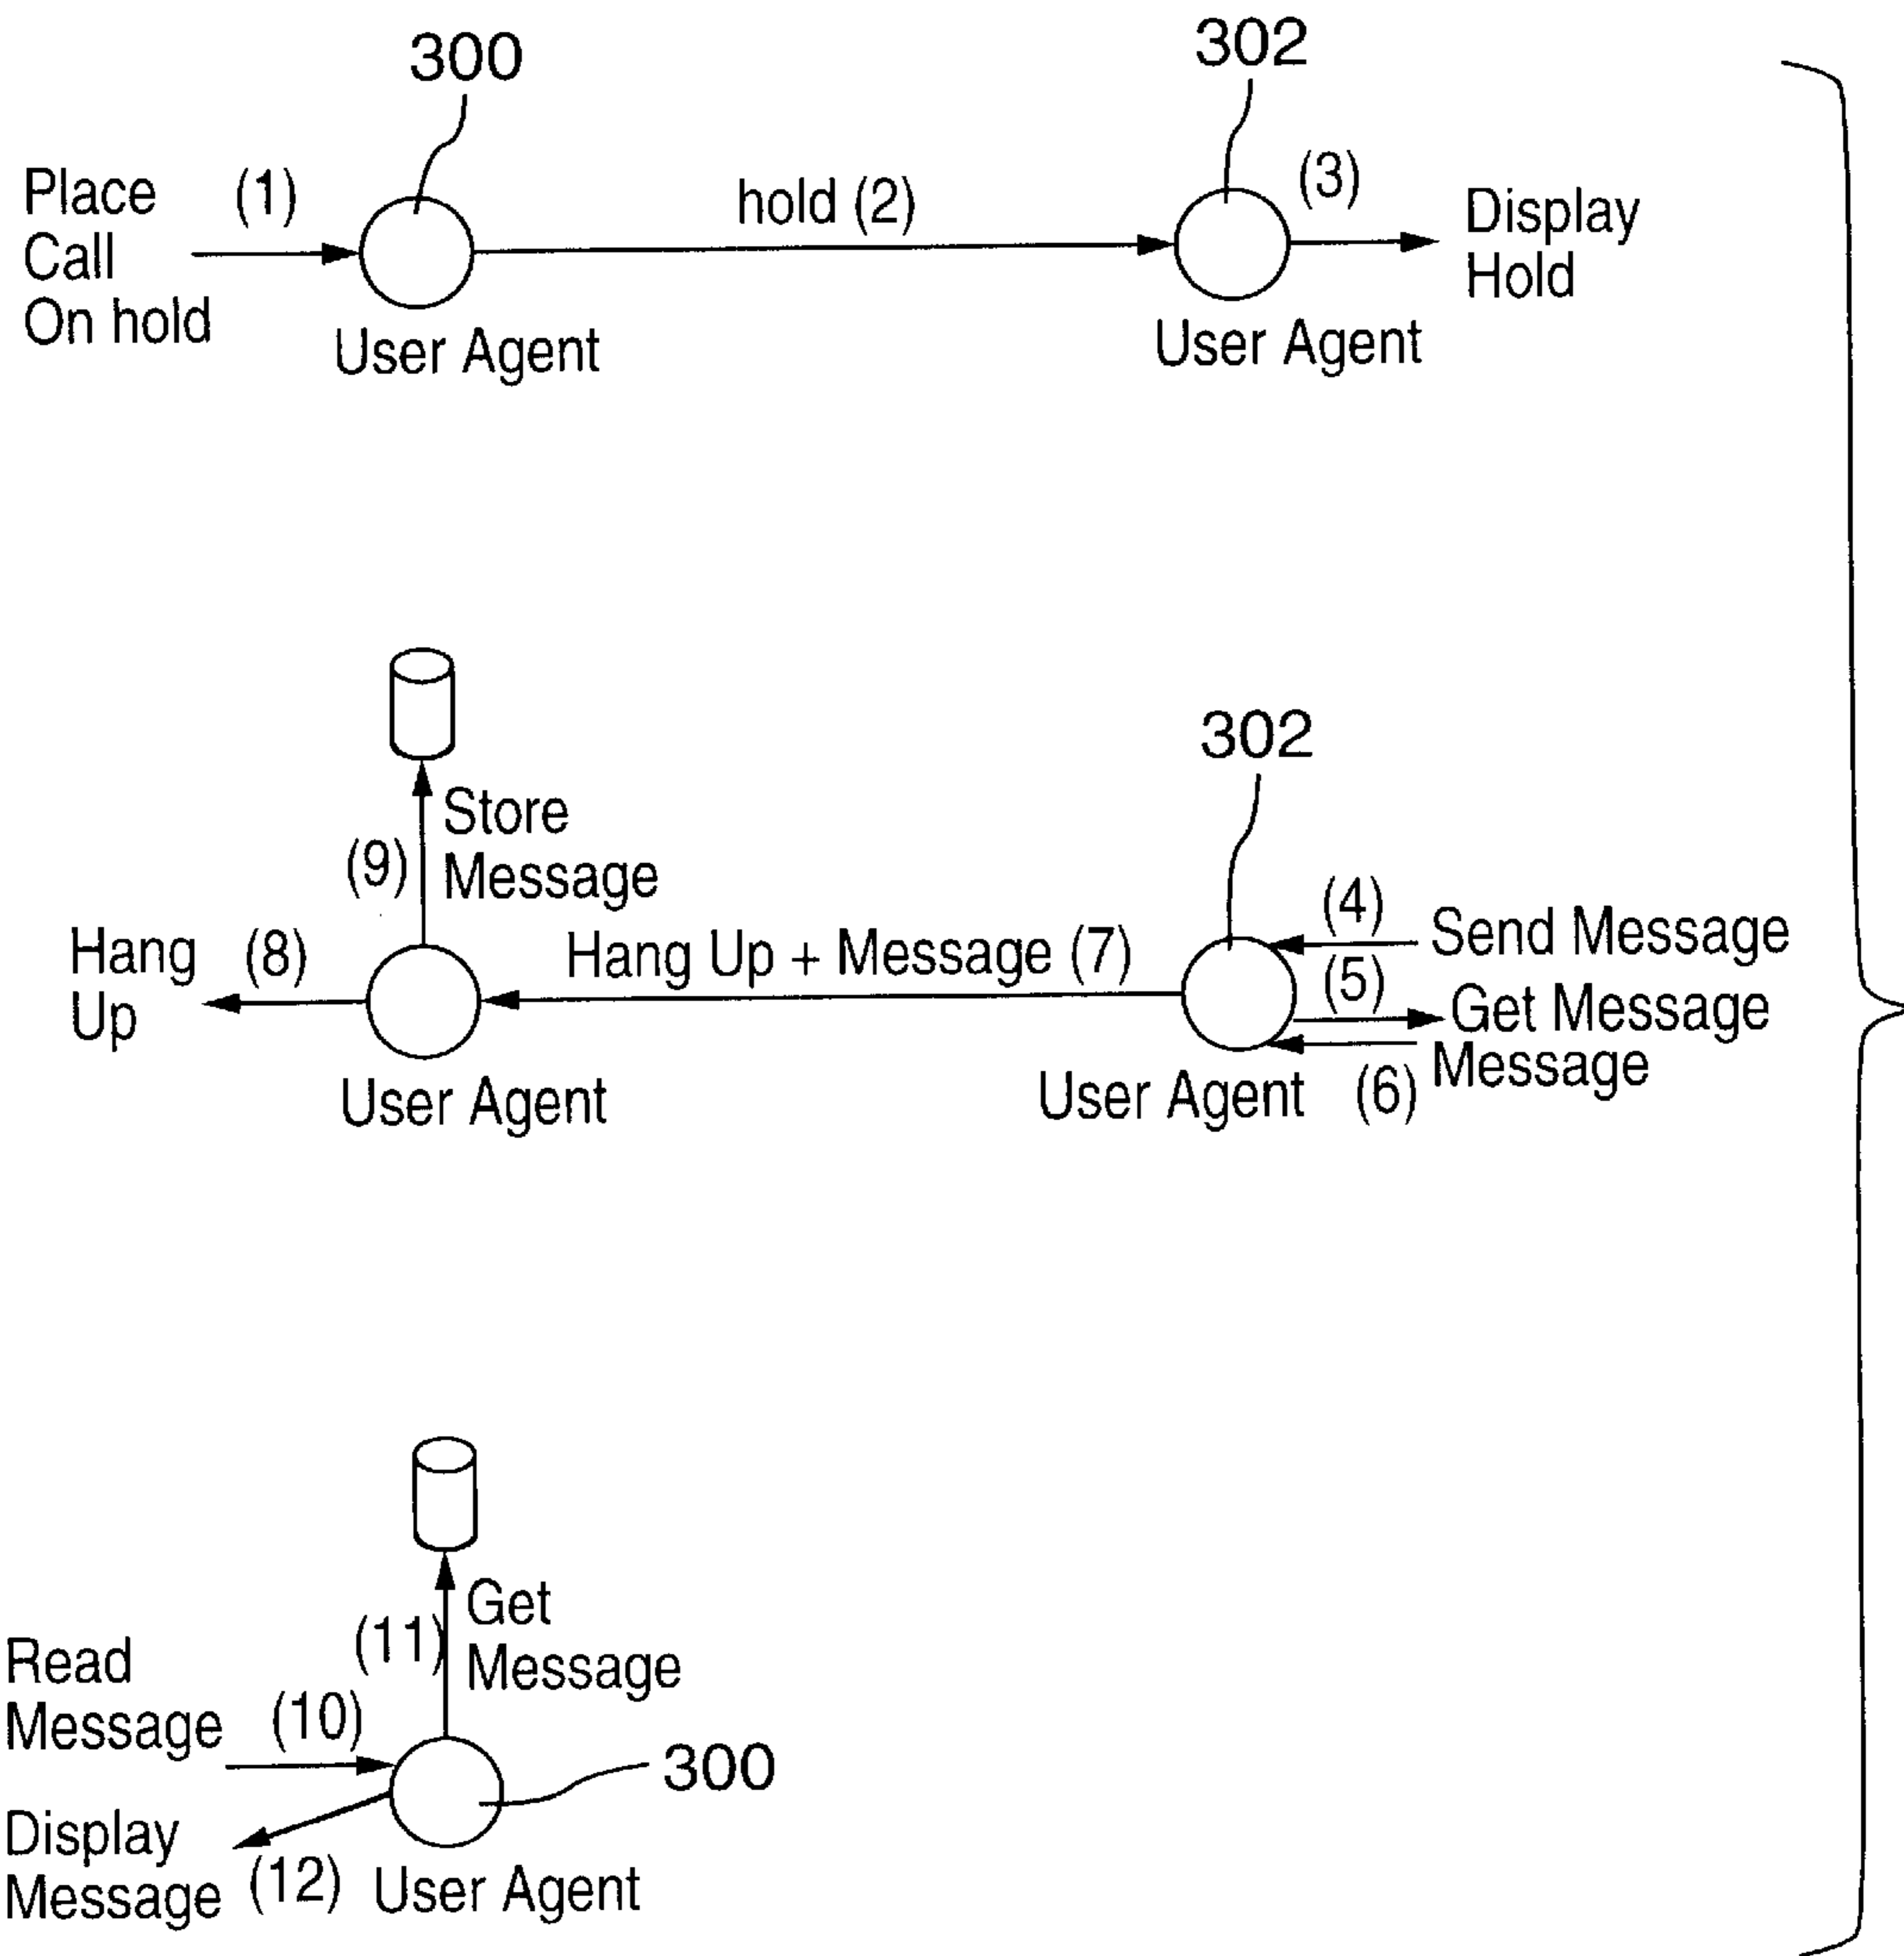 300
302
Place
Call
On hold
(1)
hold (2)
(3)
Display
Hold
User Agent
User Agent
Store
Message
(9)
302
Hang
Up
(8)
Hang Up + Message (7)
(4)
Send Message
(5)
Get Message
Message
(6)
User Agent
User Agent
Get
Message
(11)
Read
Message
(10)
300
Display
Message
(12)
User Agent